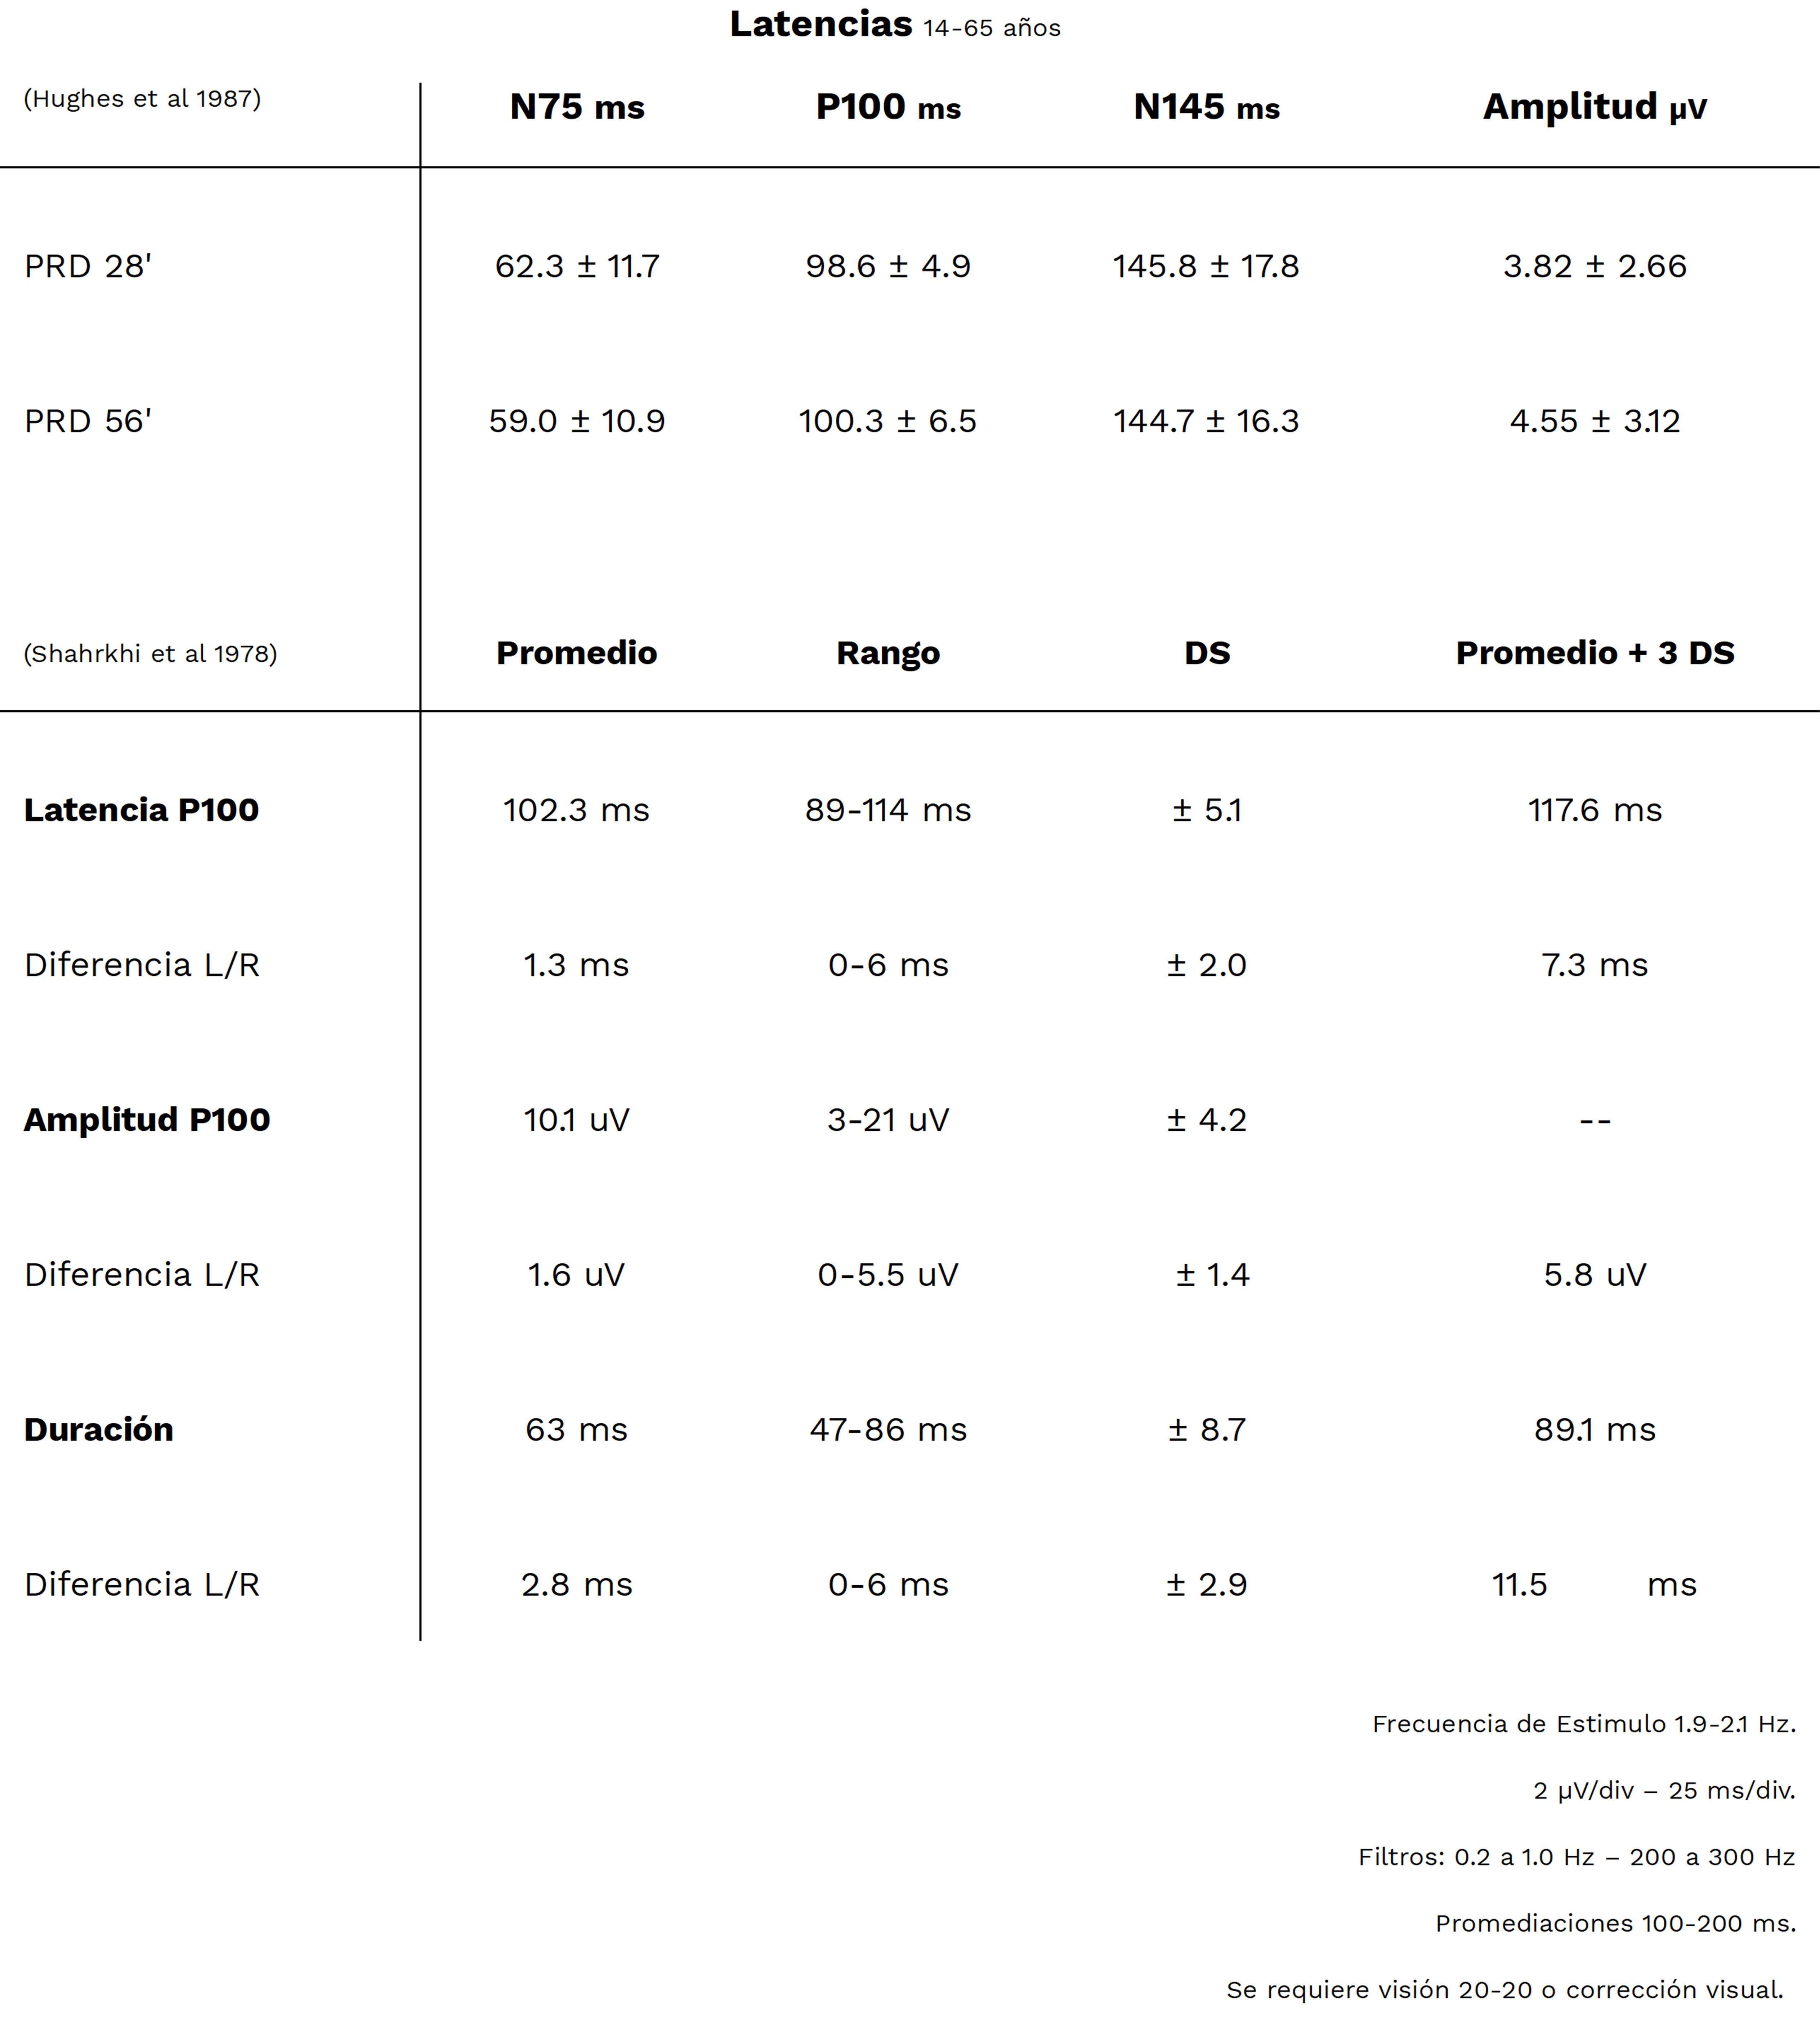 Latencias 14-65 años
(Hughes et al 1987) N75 ms P100 ms N145 ms Amplitud µV
PRD 28' 62.3 ± 11.7 98.6 ± 4.9 145.8 ± 17.8 3.82 ± 2.66
PRD 56' 59.0 ± 10.9 100.3 ± 6.5 144.7 ± 16.3 4.55 ± 3.12
(Shahrkhi et al 1978) Promedio Rango DS Promedio + 3 DS
Latencia P100 102.3 ms 89-114 ms ± 5.1 117.6 ms
Diferencia L/R 1.3 ms 0-6 ms ± 2.0 7.3 ms
Amplitud P100 10.1 uV 3-21 uV ± 4.2 --
Diferencia L/R 1.6 uV 0-5.5 uV ± 1.4 5.8 uV
Duración 63 ms 47-86 ms ± 8.7 89.1 ms
Diferencia L/R 2.8 ms 0-6 ms ± 2.9 11.5 ms
Frecuencia de Estimulo 1.9-2.1 Hz.
2 µV/div – 25 ms/div.
Filtros: 0.2 a 1.0 Hz – 200 a 300 Hz
Promediaciones 100-200 ms.
Se requiere visión 20-20 o corrección visual.